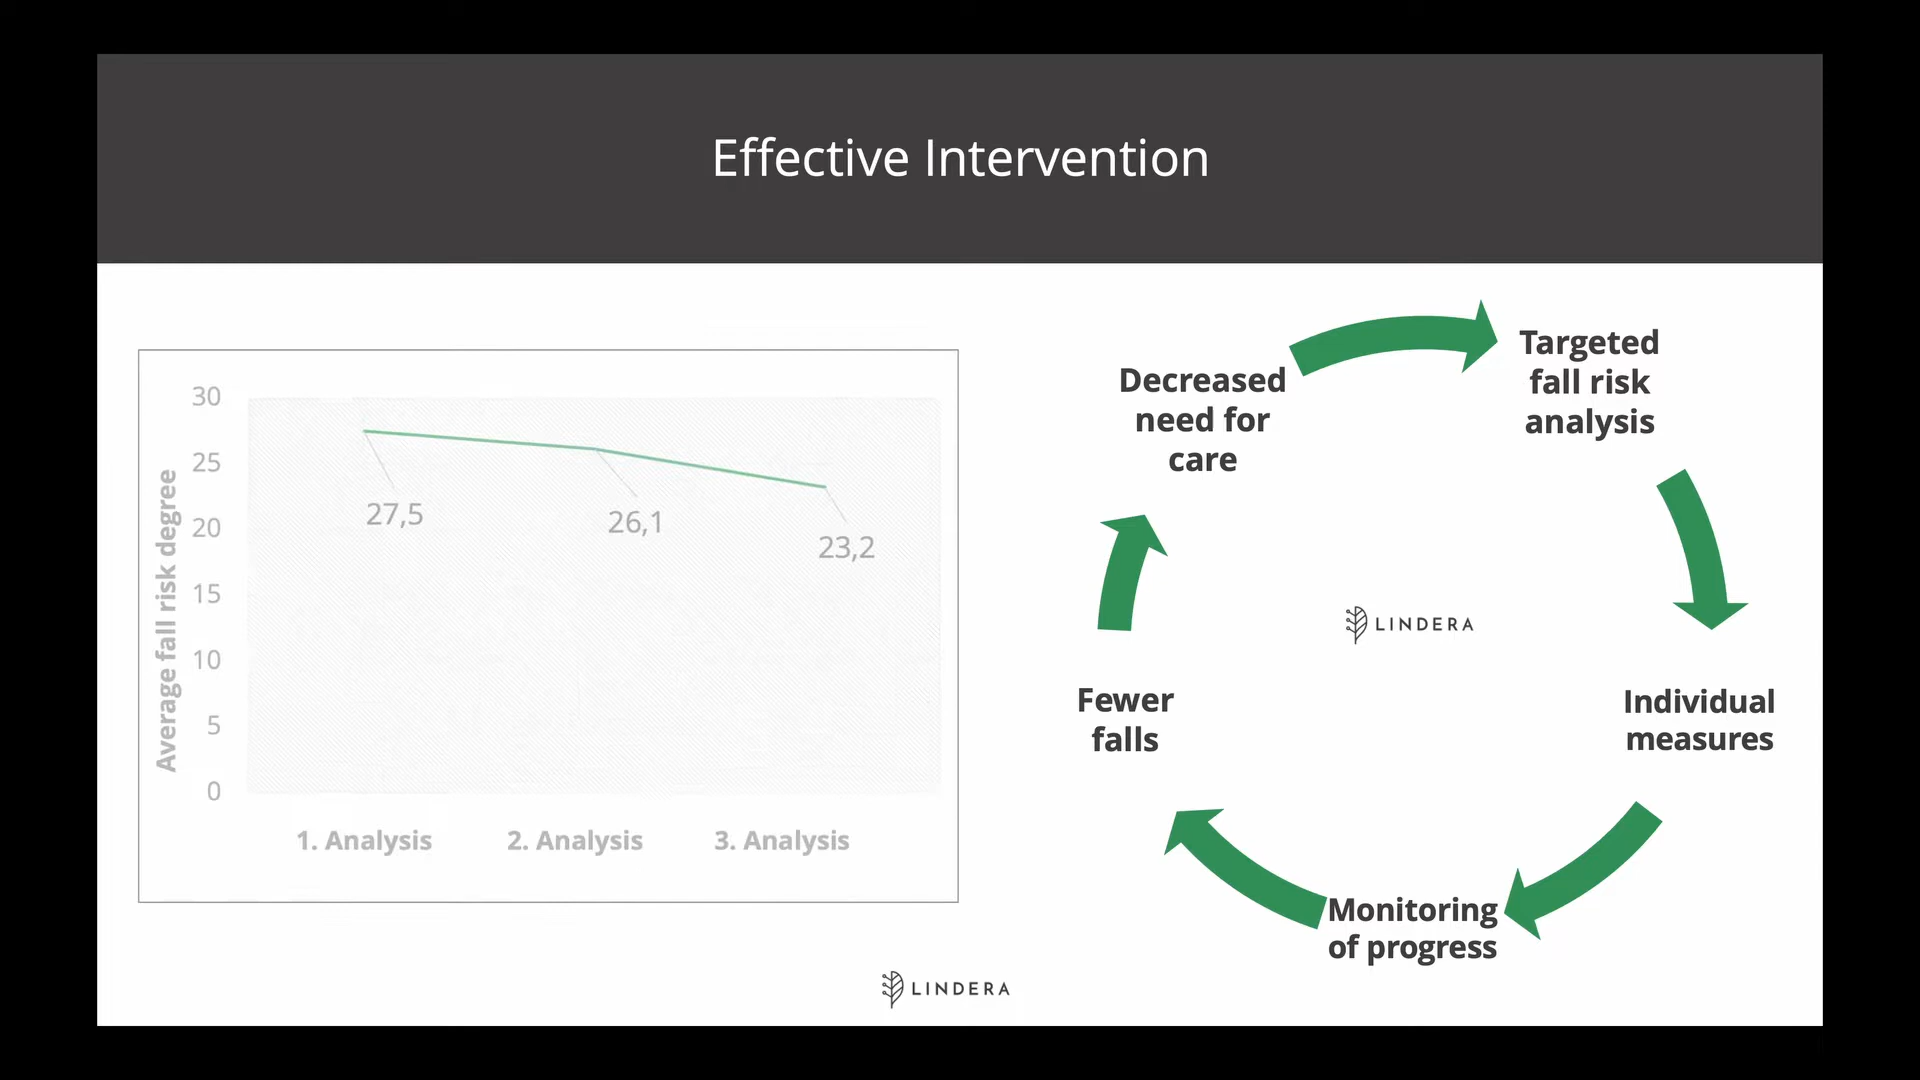 Effective Intervention
Average fall risk degree
30
25
20
15
10
5
0
27,5
26,1
23,2
1. Analysis
2. Analysis
3. Analysis
Targeted
fall risk
analysis
Individual
measures
Monitoring
of progress
Fewer
falls
Decreased
need for
care
LINDERA
LINDERA